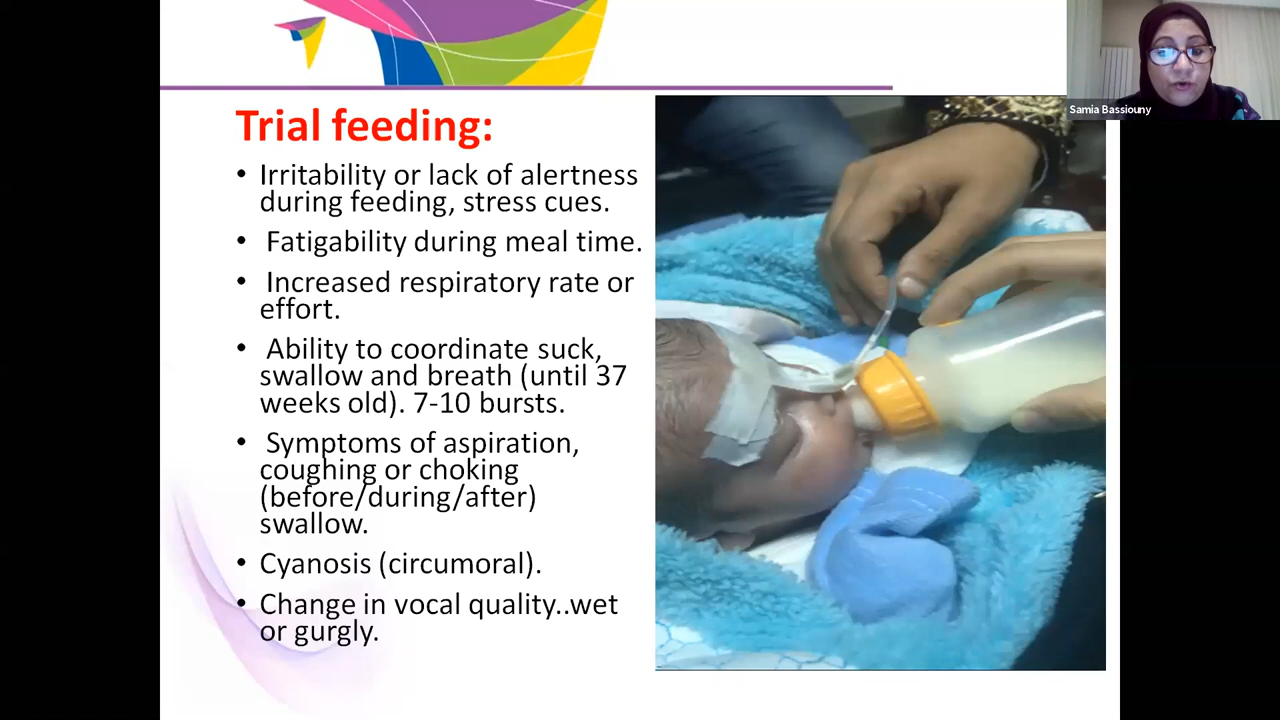 Samia Bassiouny
Trial feeding:
• Irritability or lack of alertness
during feeding, stress cues.
• Fatigability during meal time.
• Increased respiratory rate or
effort.
• Ability to coordinate suck,
swallow and breath (until 37
weeks old). 7-10 bursts.
• Symptoms of aspiration,
coughing or choking
(before/during/after)
swallow.
• Cyanosis (circumoral).
• Change in vocal quality..wet
or gurgly.